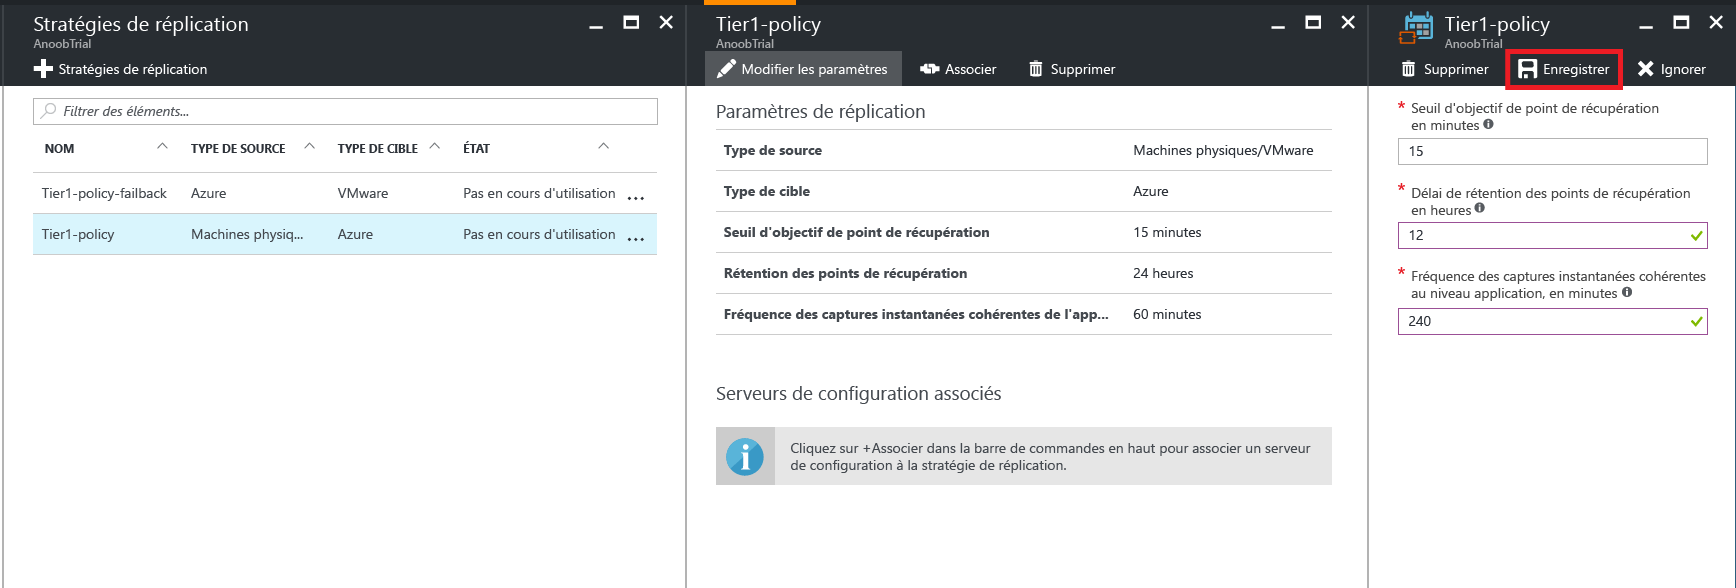 Stratégies de réplication
AnoobTrial
Stratégies de réplication
Filtrer des éléments...
NOM TYPE DE SOURCE TYPE DE CIBLE ÉTAT
Tier1-policy-failback Azure VMware Pas en cours d'utilisation ...
Tier1-policy Machines physiq... Azure Pas en cours d'utilisation ...
Tier1-policy
AnoobTrial
Modifier les paramètres Associer Supprimer
Paramètres de réplication
Type de source Machines physiques/VMware
Type de cible Azure
Seuil d'objectif de point de récupération 15 minutes
Rétention des points de récupération 24 heures
Fréquence des captures instantanées cohérentes de l'app... 60 minutes
Serveurs de configuration associés
Cliquez sur +Associer dans la barre de commandes en haut pour associer un serveur
de configuration à la stratégie de réplication.
Tier1-policy
AnoobTrial
Supprimer Enregistrer Ignorer
* Seuil d'objectif de point de récupération
en minutes
15
* Délai de rétention des points de récupération
en heures
12
* Fréquence des captures instantanées cohérentes
au niveau application, en minutes
240